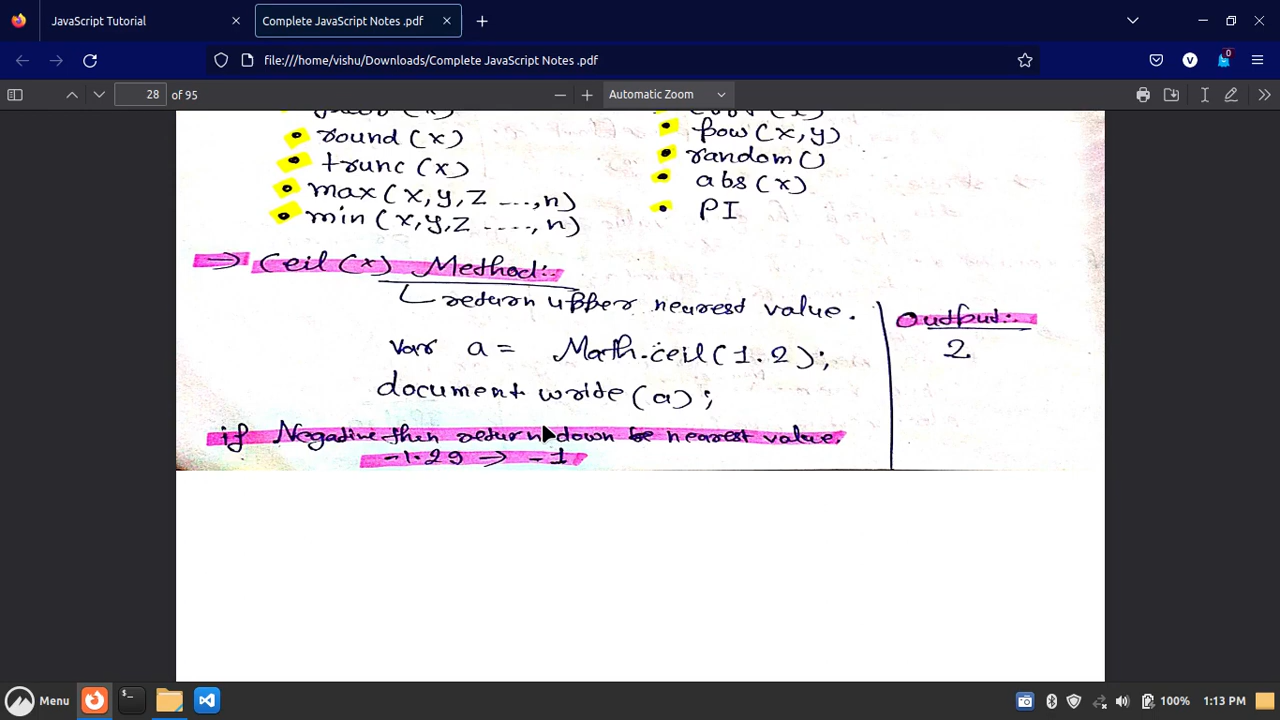 JavaScript Tutorial
Complete JavaScript Notes .pdf
file:///home/vishu/Downloads/Complete JavaScript Notes .pdf
V
0
28 of 95
Automatic Zoom
round (x)
pow (x,y)
trunc (x)
random ()
max (x,y,z ...,n)
abs (x)
min (x,y,z ....., n)
PI
→ Ceil (x) Method:.
return upper nearest value.
Output:.
var a = Math.ceil(1.2);
2
document.write(a);
if Negative then return down nearest value.
-1.29 → -1
Menu
100%
1:13 PM